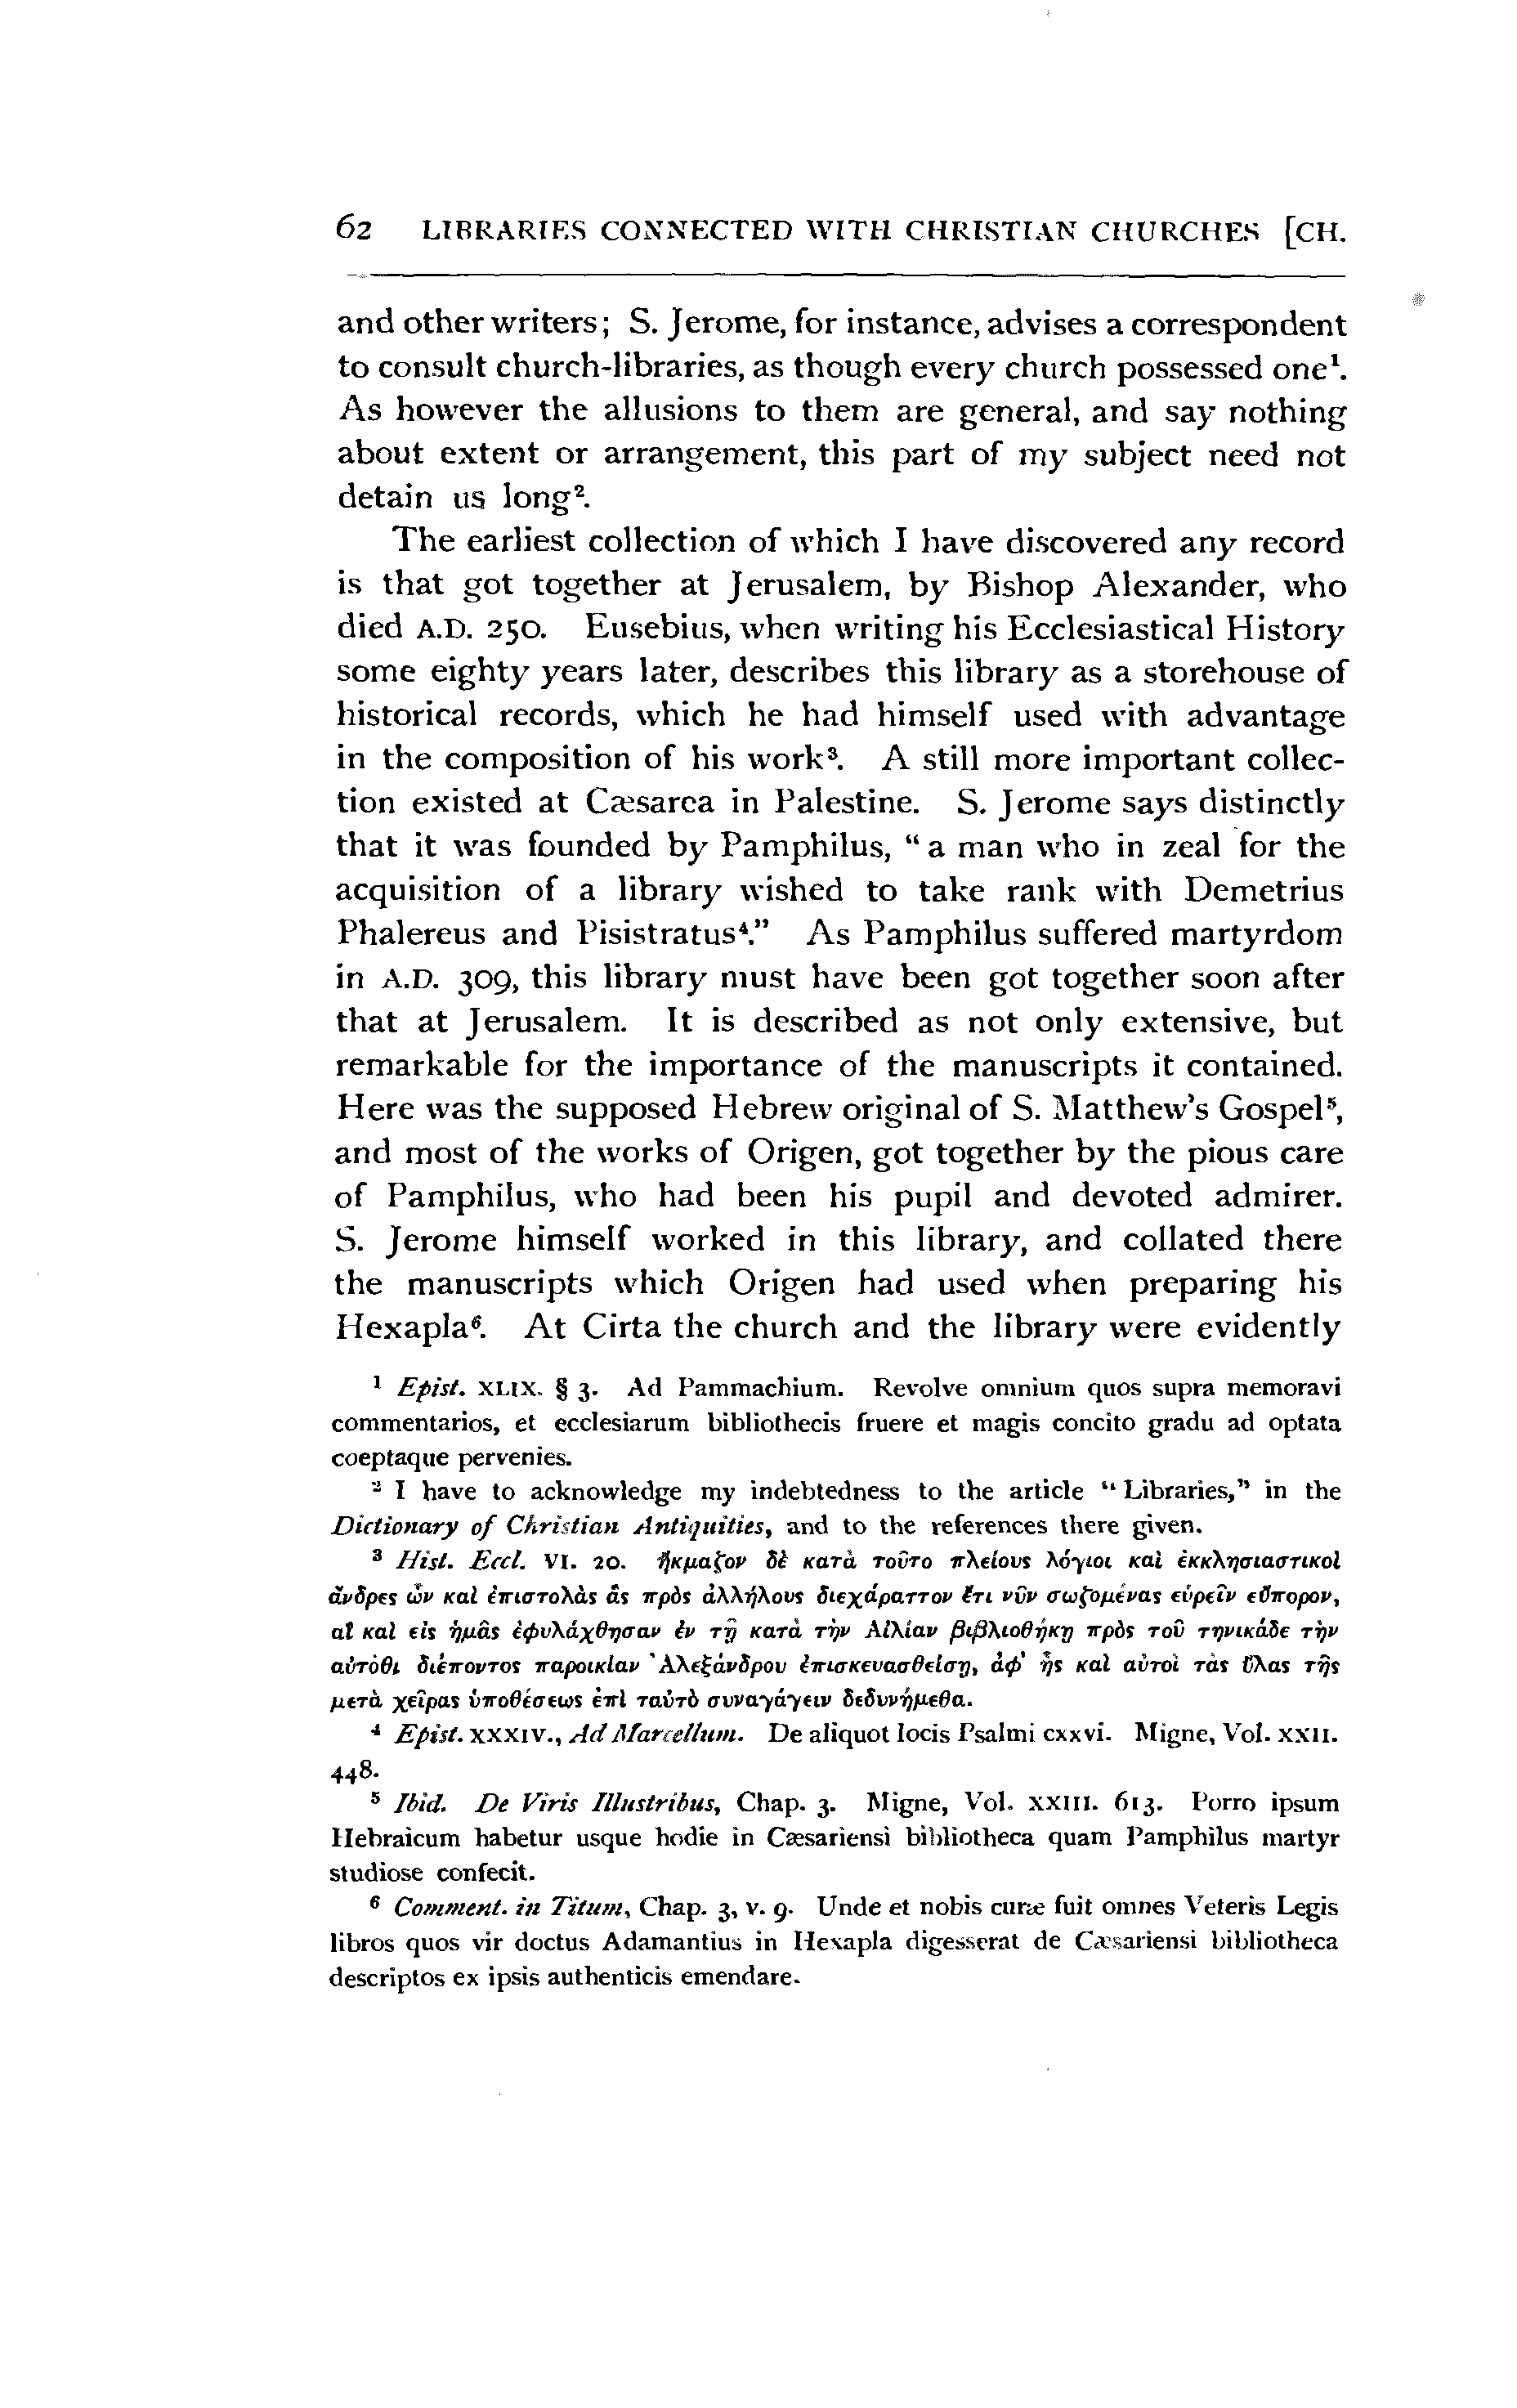 62 LIBRARIES CONNECTED WITH CHRISTIAN CHURCHES [CH.
and other writers; S. Jerome, for instance, advises a correspondent
to consult church-libraries, as though every church possessed one¹.
As however the allusions to them are general, and say nothing
about extent or arrangement, this part of my subject need not
detain us long².
The earliest collection of which I have discovered any record
is that got together at Jerusalem, by Bishop Alexander, who
died A.D. 250. Eusebius, when writing his Ecclesiastical History
some eighty years later, describes this library as a storehouse of
historical records, which he had himself used with advantage
in the composition of his work³. A still more important collec-
tion existed at Cæsarea in Palestine. S. Jerome says distinctly
that it was founded by Pamphilus, “a man who in zeal for the
acquisition of a library wished to take rank with Demetrius
Phalereus and Pisistratus⁴.” As Pamphilus suffered martyrdom
in A.D. 309, this library must have been got together soon after
that at Jerusalem. It is described as not only extensive, but
remarkable for the importance of the manuscripts it contained.
Here was the supposed Hebrew original of S. Matthew’s Gospel⁵,
and most of the works of Origen, got together by the pious care
of Pamphilus, who had been his pupil and devoted admirer.
S. Jerome himself worked in this library, and collated there
the manuscripts which Origen had used when preparing his
Hexapla⁶. At Cirta the church and the library were evidently
¹ Epist. XLIX. § 3. Ad Pammachium. Revolve omnium quos supra memoravi
commentarios, et ecclesiarum bibliothecis fruere et magis concito gradu ad optata
coeptaque pervenies.
² I have to acknowledge my indebtedness to the article “Libraries,” in the
Dictionary of Christian Antiquities, and to the references there given.
³ Hist. Eccl. VI. 20. ἤκμαζον δὲ κατὰ τοῦτο πλείους λόγιοι καὶ ἐκκλησιαστικοὶ
ἄνδρες ὧν καὶ ἐπιστολὰς ἃς πρὸς ἀλλήλους διεχάραττον ἔτι νῦν σωζομένας εὑρεῖν εὔπορον,
αἳ καὶ εἰς ἡμᾶς ἐφυλάχθησαν ἐν τῇ κατὰ τὴν Αἰλίαν βιβλιοθήκῃ πρὸς τοῦ τηνικάδε τὴν
αὐτόθι διέποντος παροικίαν Ἀλεξάνδρου ἐπισκευασθείσῃ, ἀφ’ ἧς καὶ αὐτοὶ τὰς ὕλας τῆς
μετὰ χεῖρας ὑποθέσεως ἐπὶ ταὐτὸ συναγάγειν δεδυνήμεθα.
⁴ Epist. XXXIV., Ad Marcellum. De aliquot locis Psalmi cxxvi. Migne, Vol. XXII.
448.
⁵ Ibid. De Viris Illustribus, Chap. 3. Migne, Vol. XXIII. 613. Porro ipsum
Hebraicum habetur usque hodie in Cæsariensi bibliotheca quam Pamphilus martyr
studiose confecit.
⁶ Comment. in Titum, Chap. 3, v. 9. Unde et nobis curæ fuit omnes Veteris Legis
libros quos vir doctus Adamantius in Hexapla digesserat de Cæsariensi bibliotheca
descriptos ex ipsis authenticis emendare.